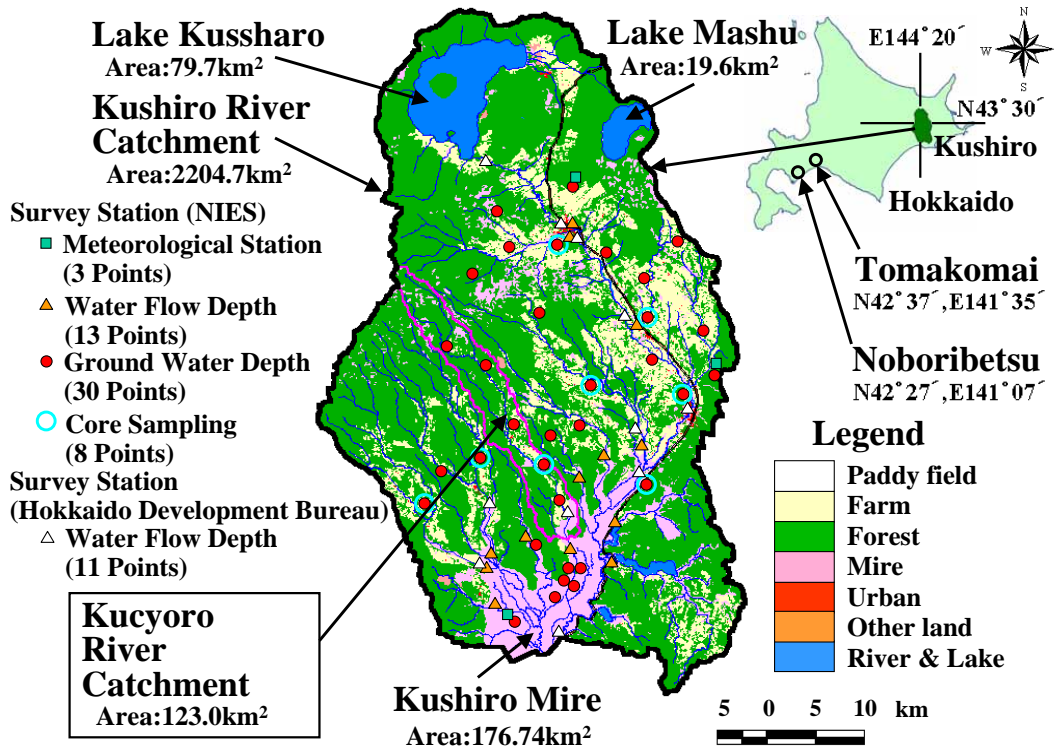 Lake Kussharo
Area:79.7km²
Kushiro River
Catchment
Area:2204.7km²
Survey Station (NIES)
Meteorological Station
(3 Points)
Water Flow Depth
(13 Points)
Ground Water Depth
(30 Points)
Core Sampling
(8 Points)
Survey Station
(Hokkaido Development Bureau)
Water Flow Depth
(11 Points)
Kucyoro
River
Catchment
Area:123.0km²
Lake Mashu
Area:19.6km²
Kushiro Mire
Area:176.74km²
E144°20´
N
W
S
N43°30´
Kushiro
Hokkaido
Tomakomai
N42°37´,E141°35´
Noboribetsu
N42°27´,E141°07´
Legend
Paddy field
Farm
Forest
Mire
Urban
Other land
River & Lake
5 0 5 10 km